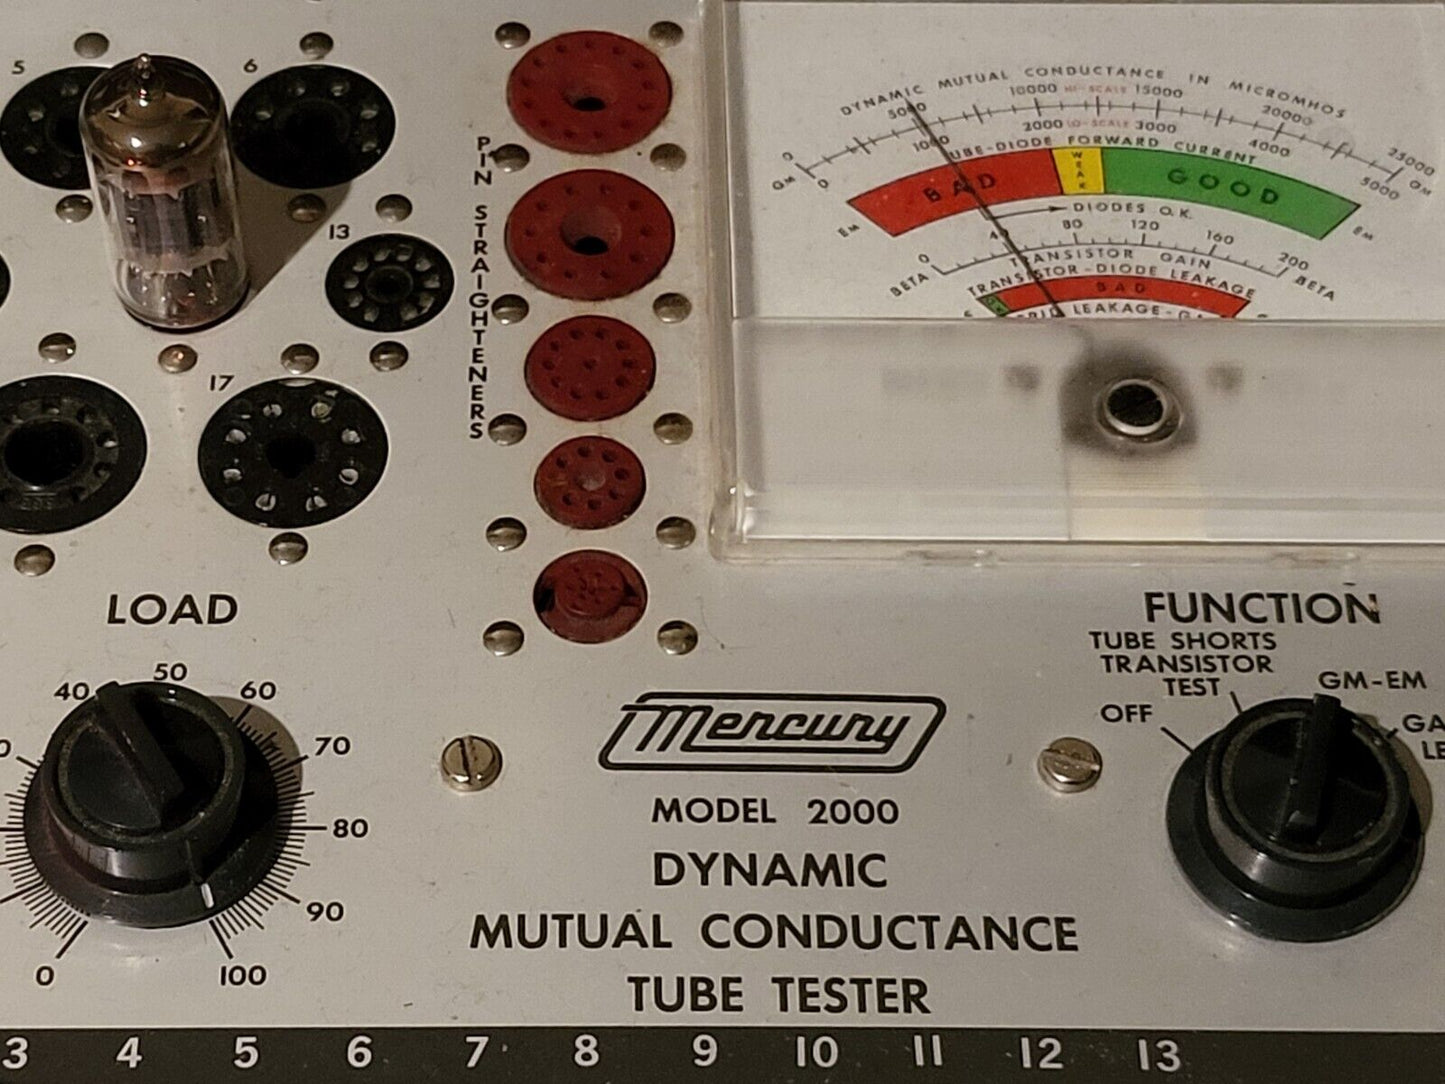 5
6
13
17
PIN STRAIGHTENERS
DYNAMIC MUTUAL CONDUCTANCE IN MICROMHOS
0 5000 10000 HI-SCALE 15000 20000 25000
GM 0 1000 2000 LO-SCALE 3000 4000 5000 GM
TUBE-DIODE FORWARD CURRENT
EM BAD WEAK GOOD EM
DIODES O.K.
0 40 80 120 160 200
BETA TRANSISTOR GAIN BETA
TRANSISTOR-DIODE LEAKAGE
BAD
LEAKAGE-
LOAD
0 40 50 60 70 80 90 100
FUNCTION
OFF
TUBE SHORTS
TRANSISTOR
TEST
GM-EM
GA
LE
Mercury
MODEL 2000
DYNAMIC
MUTUAL CONDUCTANCE
TUBE TESTER
3 4 5 6 7 8 9 10 11 12 13